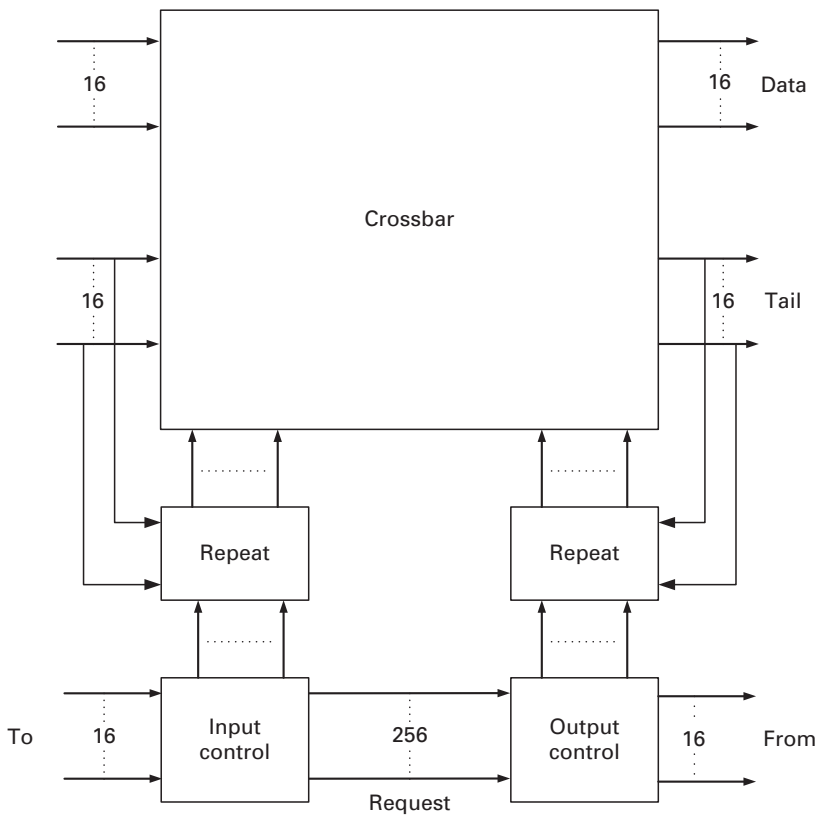 16
16 Data
Crossbar
16
16 Tail
Repeat
Repeat
To
16
Input
control
256
Output
control
16
From
Request